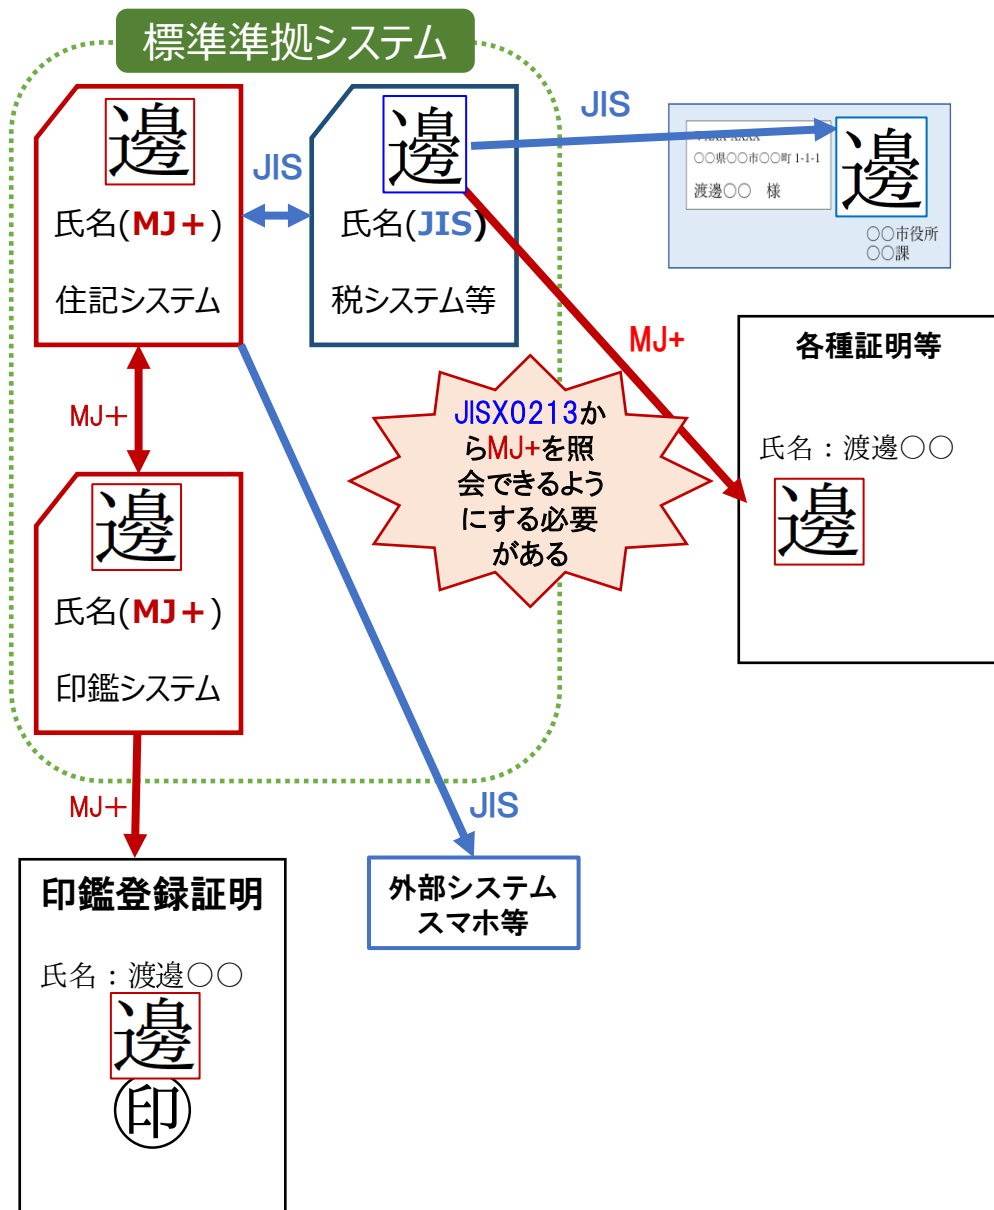 標準準拠システム
邊
氏名(MJ+)
住記システム
JIS
邊
氏名(JIS)
税システム等
JIS
〇〇県〇〇市〇〇町 1-1-1
渡邊〇〇 様
邊
〇〇市役所
〇〇課
MJ+
JISX0213か
らMJ+を照
会できるよう
にする必要
がある
各種証明等
氏名：渡邊〇〇
邊
MJ+
邊
氏名(MJ+)
印鑑システム
MJ+
JIS
外部システム
スマホ等
印鑑登録証明
氏名：渡邊〇〇
邊
印